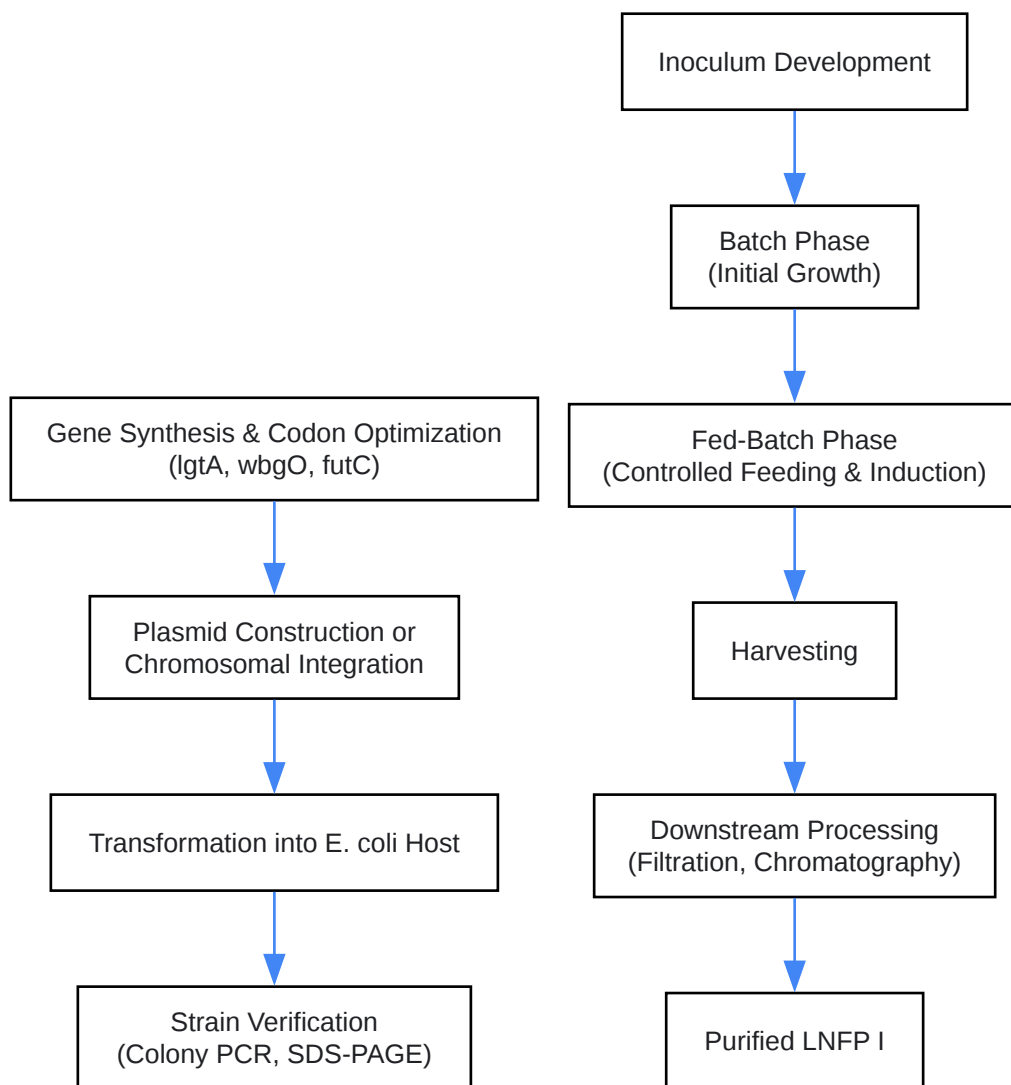 Gene Synthesis & Codon Optimization
(lgtA, wbgO, futC)
Plasmid Construction or
Chromosomal Integration
Transformation into E. coli Host
Strain Verification
(Colony PCR, SDS-PAGE)
Inoculum Development
Batch Phase
(Initial Growth)
Fed-Batch Phase
(Controlled Feeding & Induction)
Harvesting
Downstream Processing
(Filtration, Chromatography)
Purified LNFP I